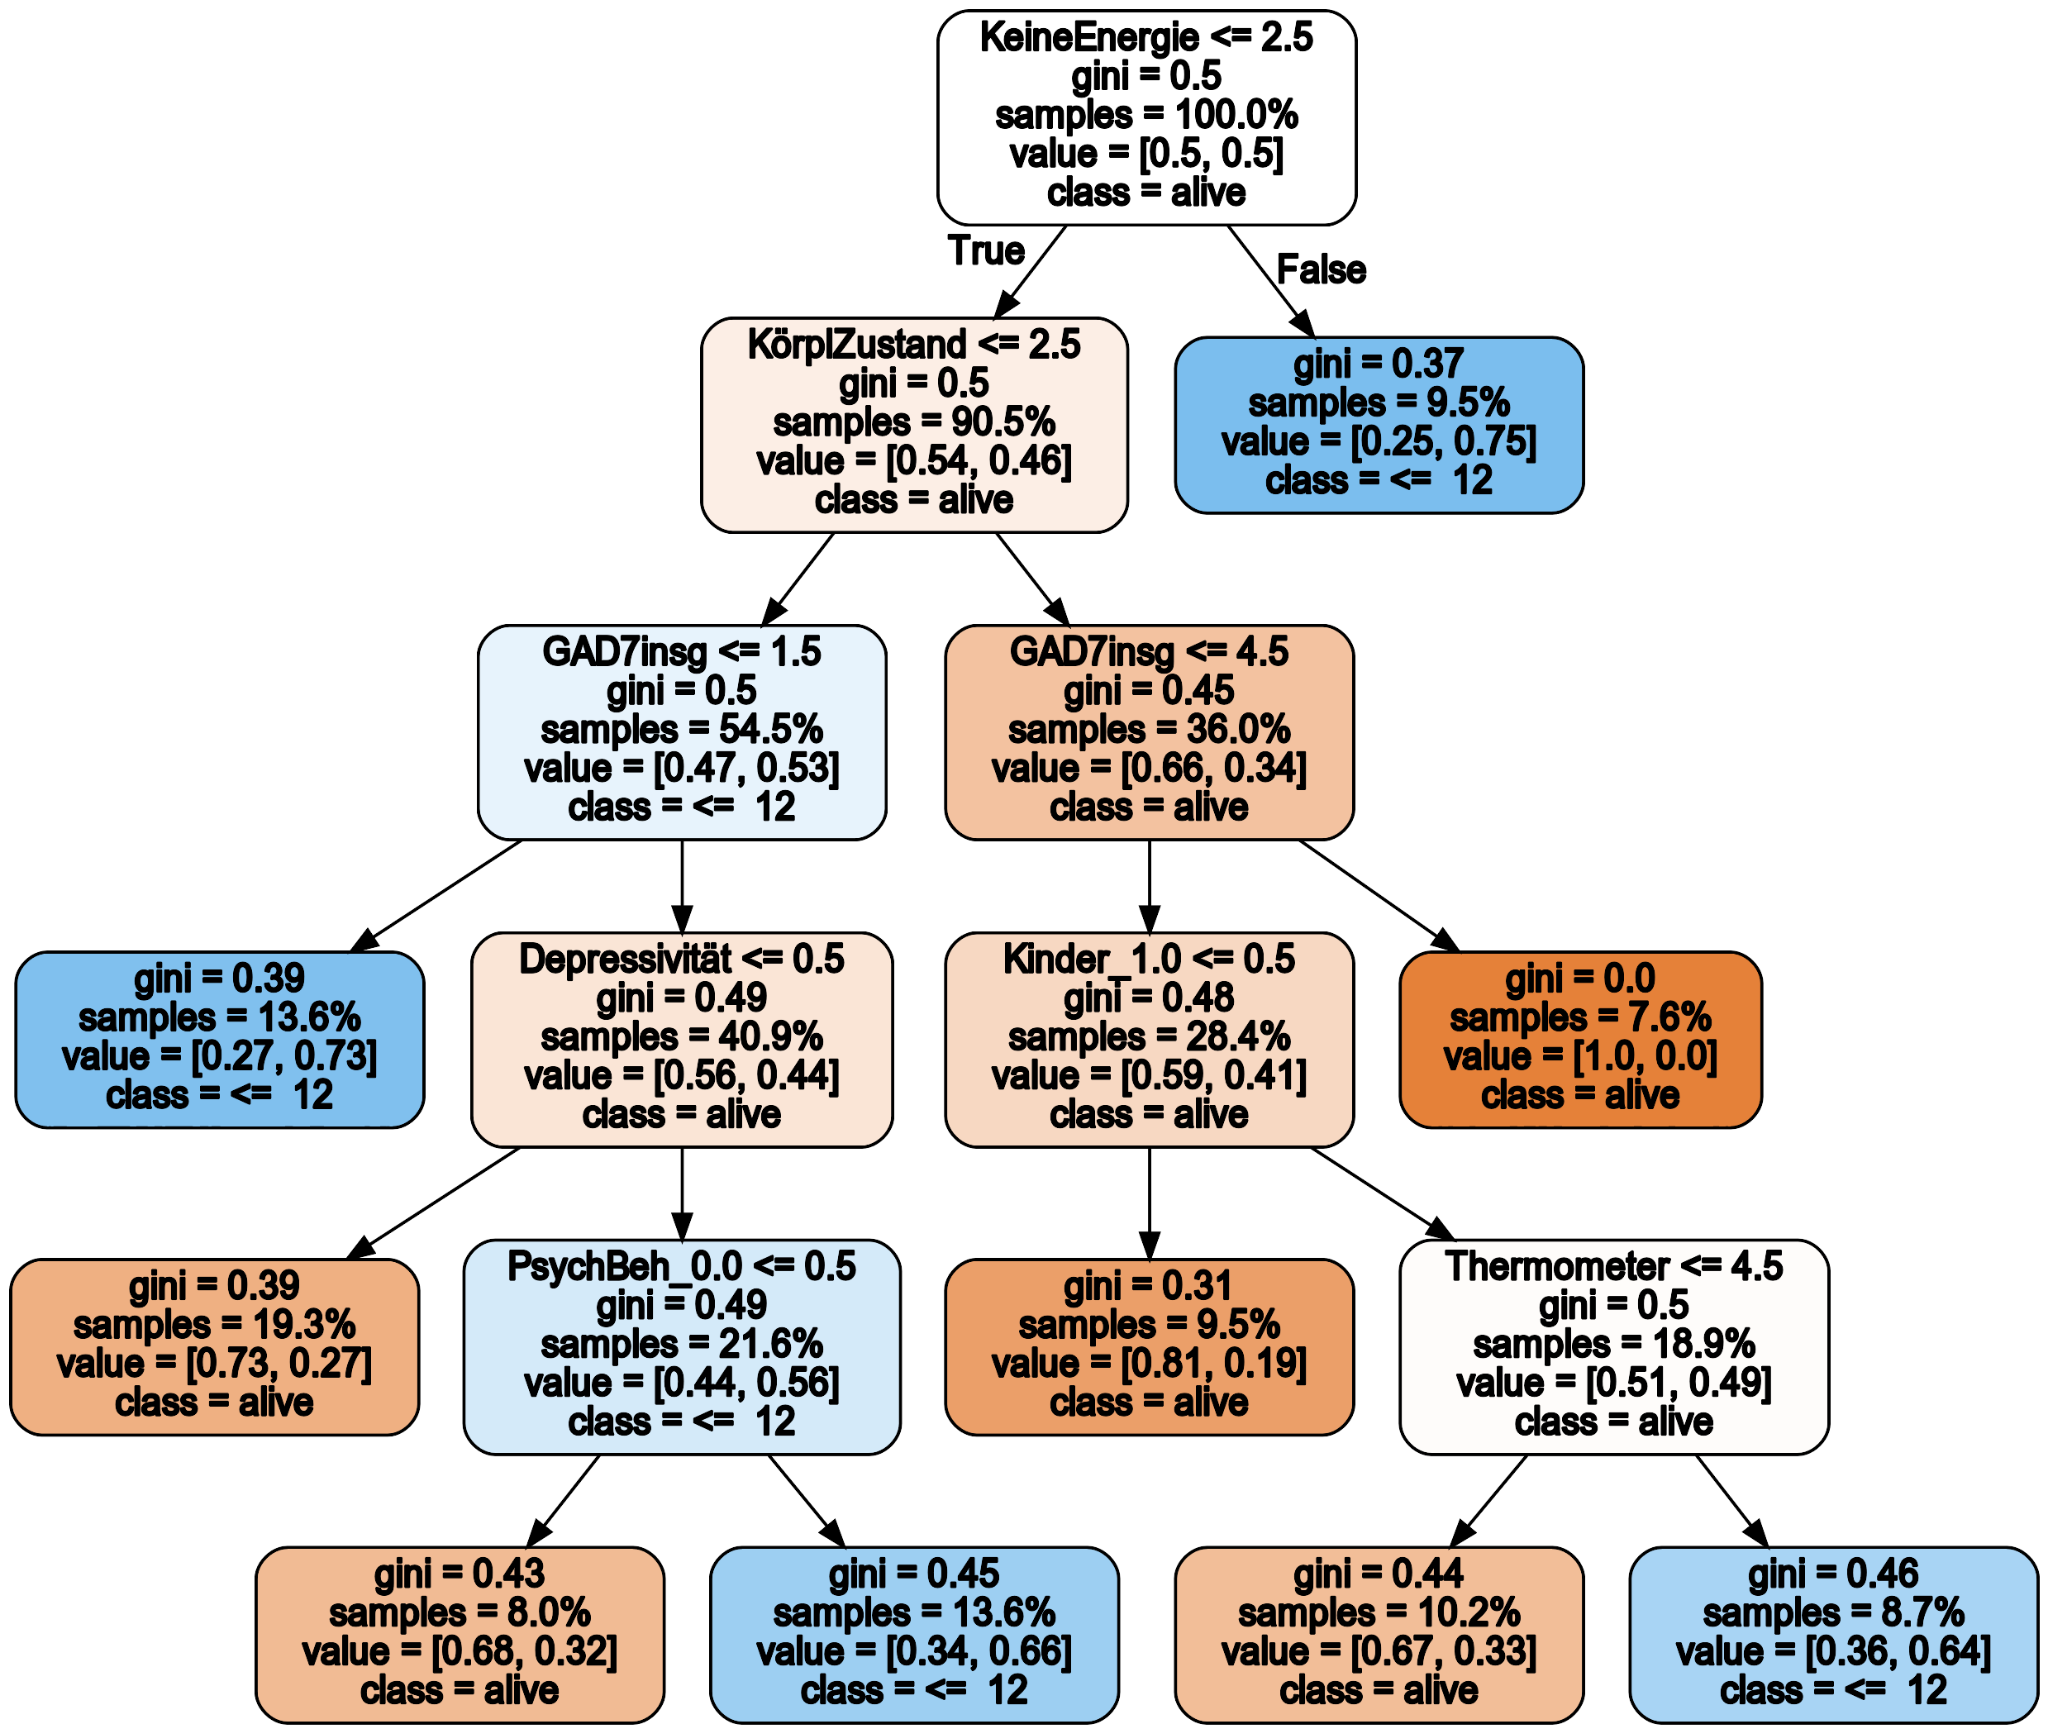 KeineEnergie <= 2.5
gini = 0.5
samples = 100.0%
value = [0.5, 0.5]
class = alive
True
False
KörplZustand <= 2.5
gini = 0.5
samples = 90.5%
value = [0.54, 0.46]
class = alive
gini = 0.37
samples = 9.5%
value = [0.25, 0.75]
class = <=  12
GAD7insg <= 1.5
gini = 0.5
samples = 54.5%
value = [0.47, 0.53]
class = <=  12
GAD7insg <= 4.5
gini = 0.45
samples = 36.0%
value = [0.66, 0.34]
class = alive
gini = 0.39
samples = 13.6%
value = [0.27, 0.73]
class = <=  12
Depressivität <= 0.5
gini = 0.49
samples = 40.9%
value = [0.56, 0.44]
class = alive
Kinder_1.0 <= 0.5
gini = 0.48
samples = 28.4%
value = [0.59, 0.41]
class = alive
gini = 0.0
samples = 7.6%
value = [1.0, 0.0]
class = alive
gini = 0.39
samples = 19.3%
value = [0.73, 0.27]
class = alive
PsychBeh_0.0 <= 0.5
gini = 0.49
samples = 21.6%
value = [0.44, 0.56]
class = <=  12
gini = 0.31
samples = 9.5%
value = [0.81, 0.19]
class = alive
Thermometer <= 4.5
gini = 0.5
samples = 18.9%
value = [0.51, 0.49]
class = alive
gini = 0.43
samples = 8.0%
value = [0.68, 0.32]
class = alive
gini = 0.45
samples = 13.6%
value = [0.34, 0.66]
class = <=  12
gini = 0.44
samples = 10.2%
value = [0.67, 0.33]
class = alive
gini = 0.46
samples = 8.7%
value = [0.36, 0.64]
class = <=  12